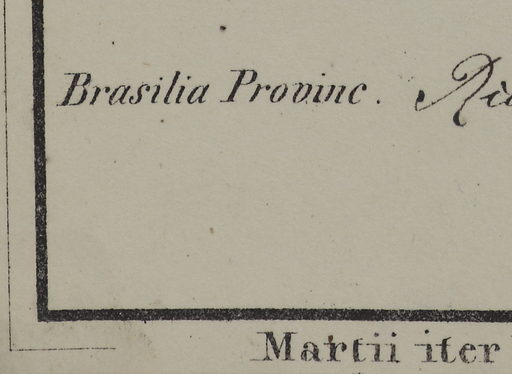 Brasilia Provinc.
Martii iter